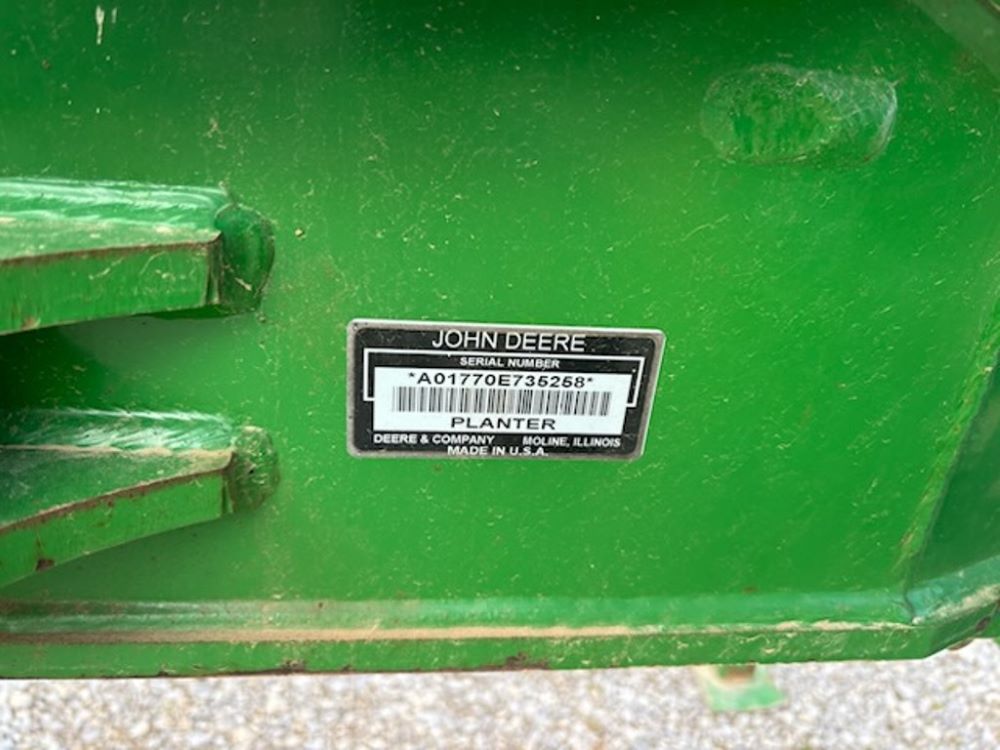 JOHN DEERE
SERIAL NUMBER
*A01770E735258*
PLANTER
DEERE & COMPANY MOLINE, ILLINOIS
MADE IN U.S.A.